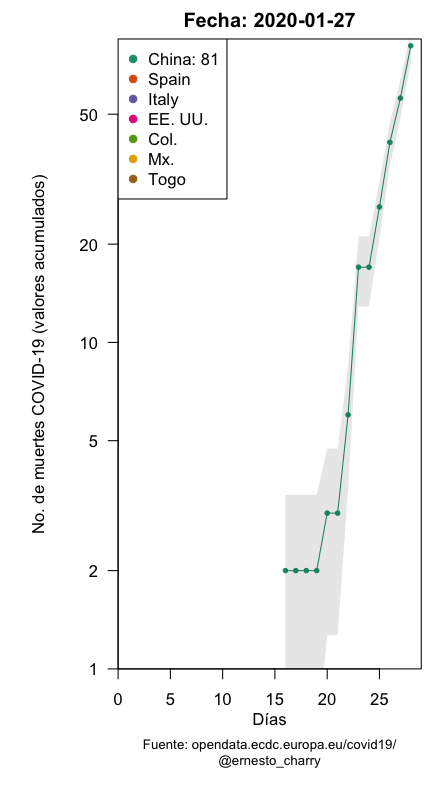 Fecha: 2020-01-27
China: 81
Spain
Italy
EE. UU.
Col.
Mx.
Togo
No. de muertes COVID-19 (valores acumulados)
50
20
10
5
2
1
0 5 10 15 20 25
Días
Fuente: opendata.ecdc.europa.eu/covid19/
@ernesto_charry